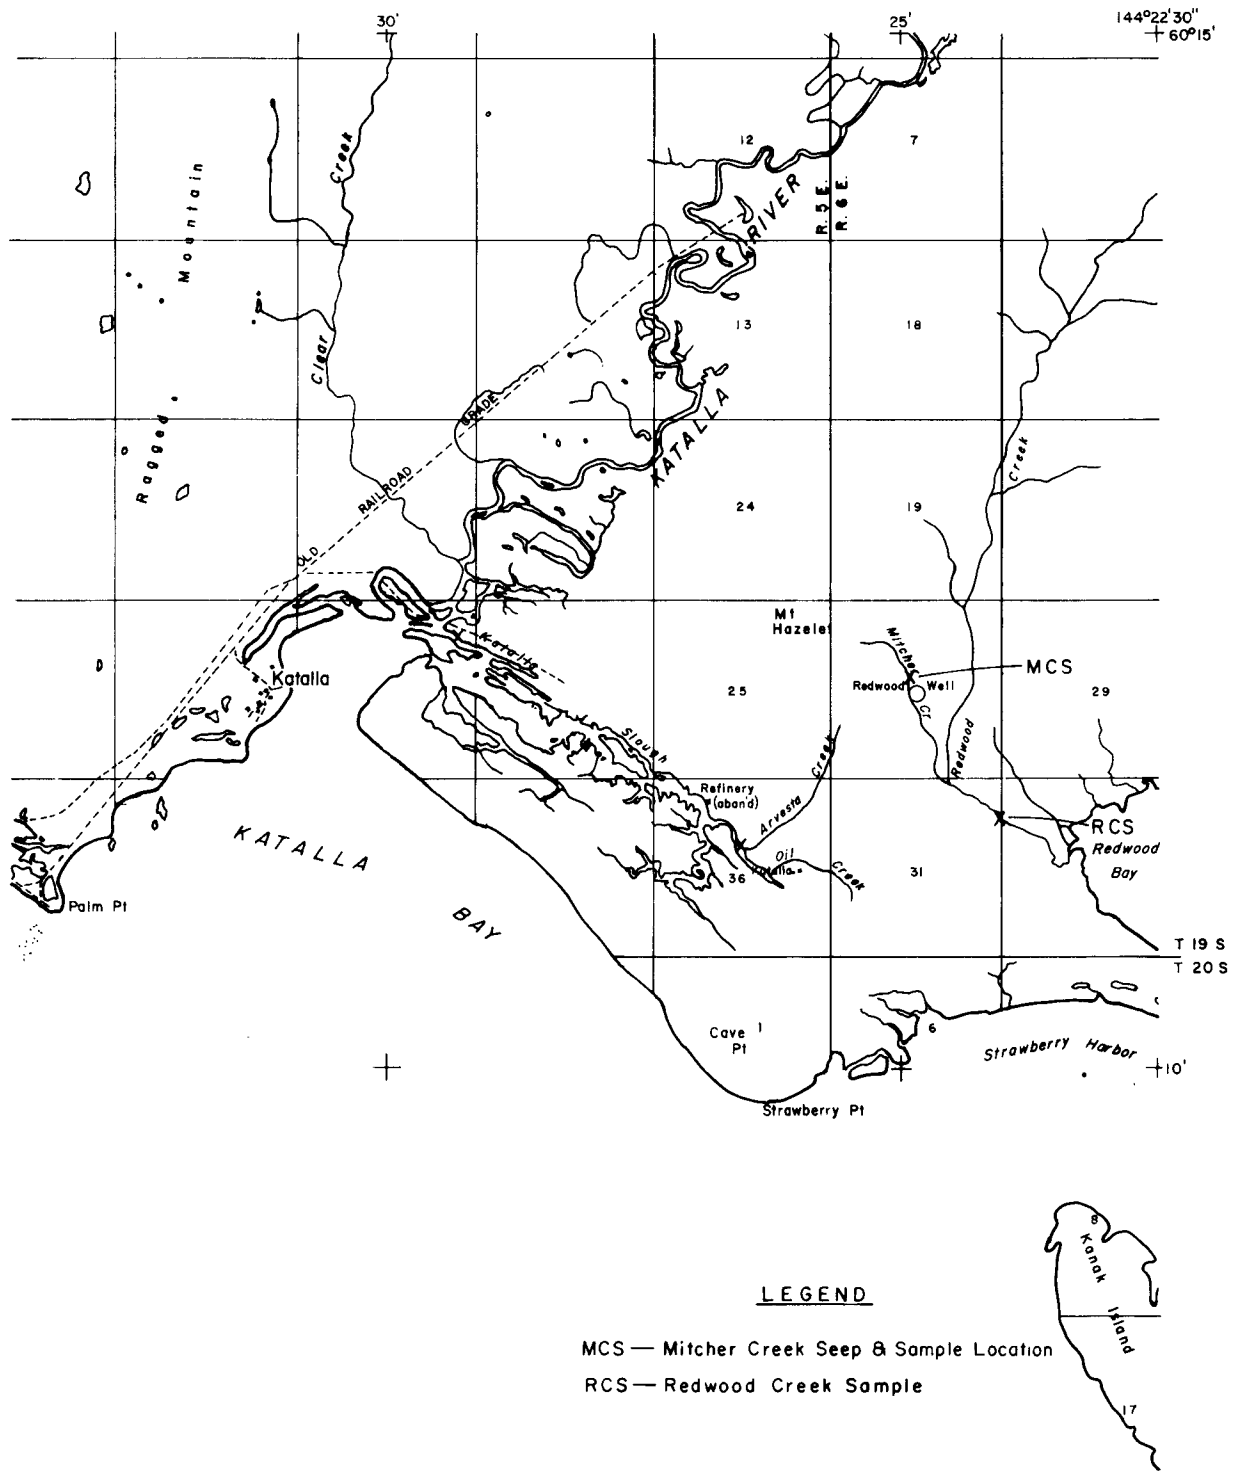 30'
25'
144°22'30"
60°15'
12
7
R. 5 E.
R. 6 E.
RIVER
Creek
Mountain
Clear
13
18
Ragged
GRADE
KATALLA
RAILROAD
OLD
Creek
24
19
Mt
Hazelet
Mitcher
MCS
Katalla
Katalla
25
Redwood Well
29
Cr
Redwood
Slough
Creek
Refinery
(aban'd)
Arvesta
KATALLA
RCS
Redwood
Bay
Oil
Creek
36
Katalla
31
Palm Pt
BAY
T 19 S
T 20 S
Cave
Pt
1
6
Strawberry Harbor
10'
Strawberry Pt
8
Kanak
Island
17
LEGEND
MCS — Mitcher Creek Seep & Sample Location
RCS — Redwood Creek Sample